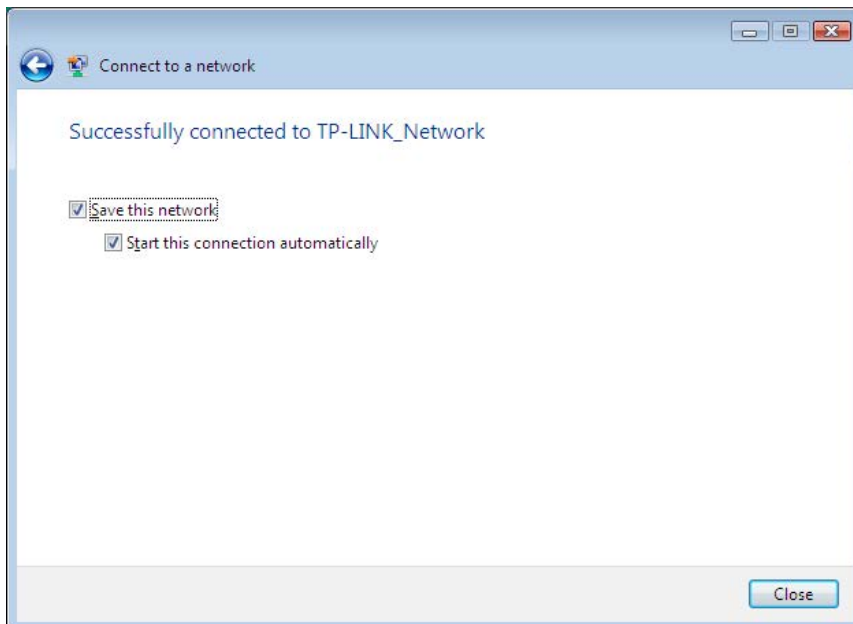 Connect to a network
Successfully connected to TP-LINK_Network
Save this network
Start this connection automatically
Close